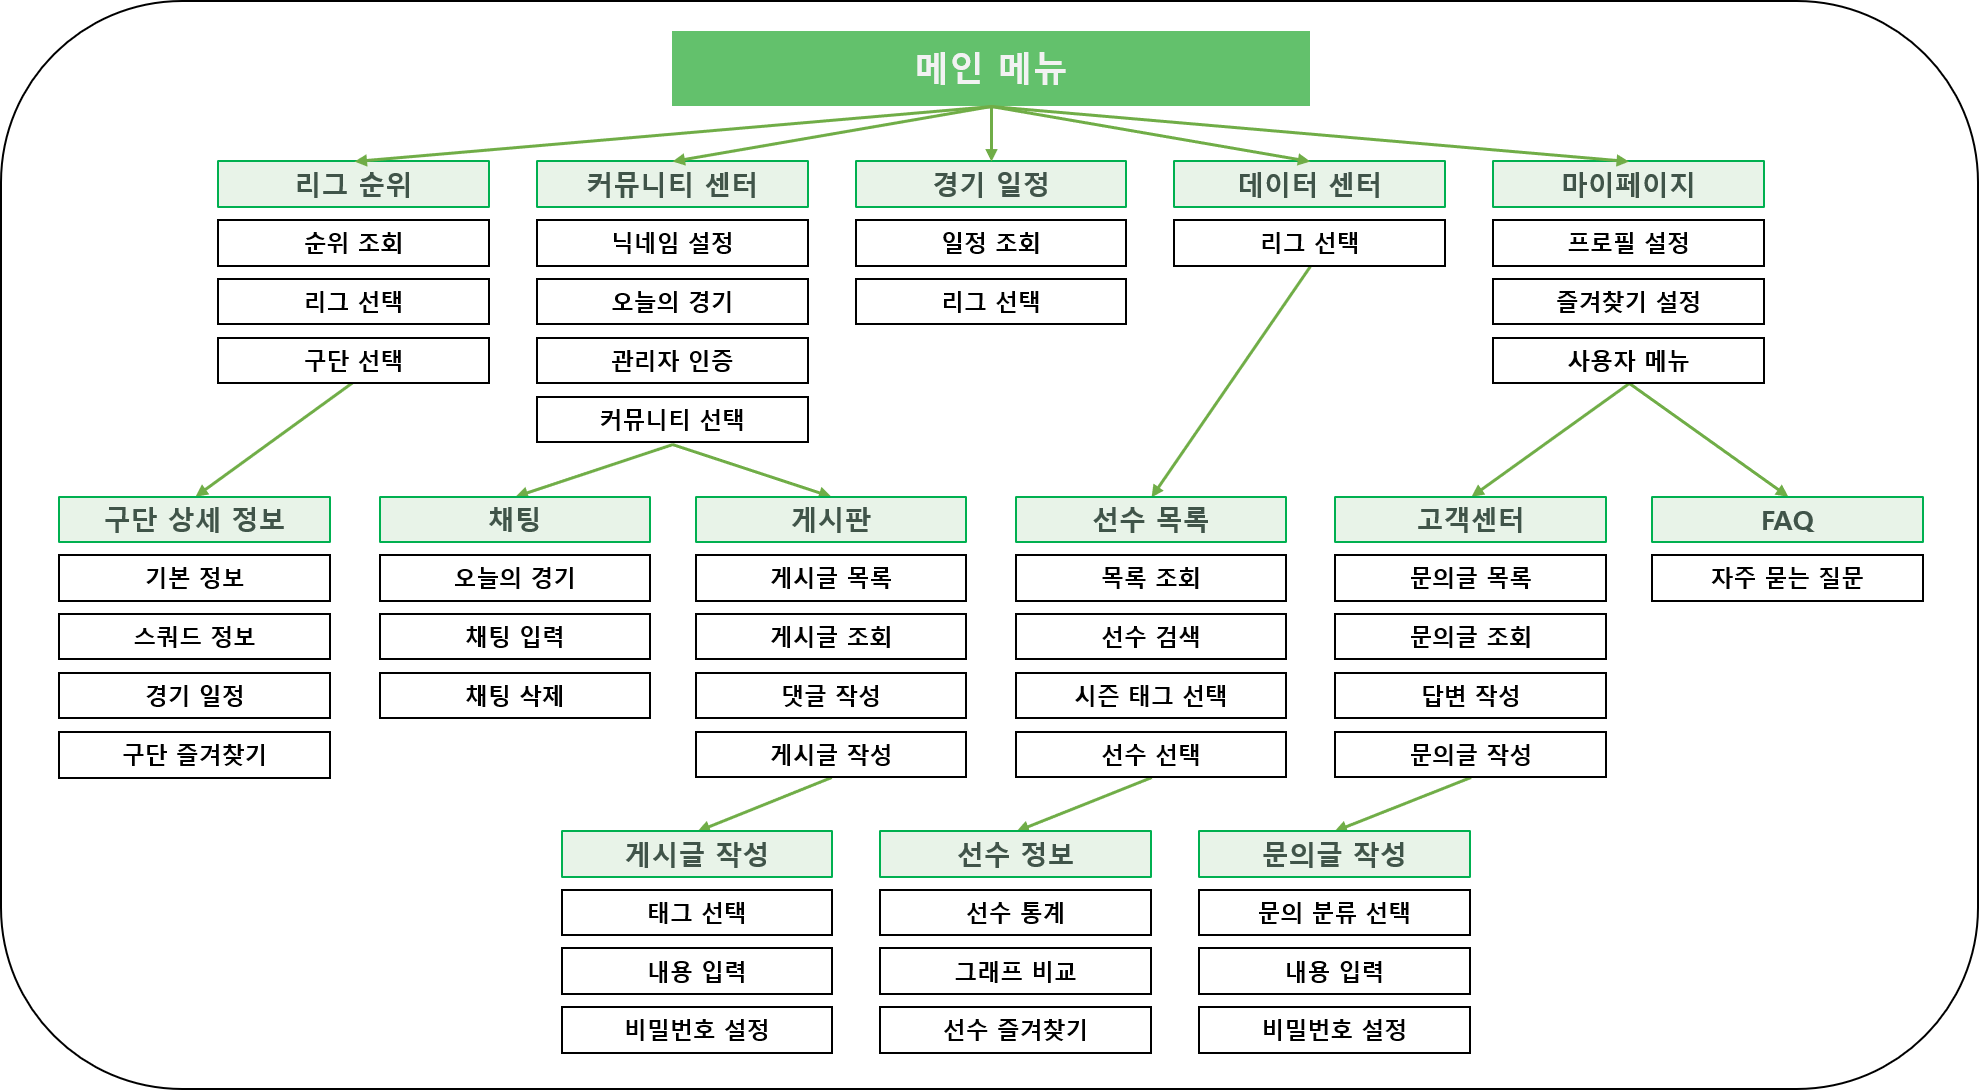 메인 메뉴
리그 순위
순위 조회
리그 선택
구단 선택
커뮤니티 센터
닉네임 설정
오늘의 경기
관리자 인증
커뮤니티 선택
경기 일정
일정 조회
리그 선택
데이터 센터
리그 선택
마이페이지
프로필 설정
즐겨찾기 설정
사용자 메뉴
구단 상세 정보
기본 정보
스쿼드 정보
경기 일정
구단 즐겨찾기
채팅
오늘의 경기
채팅 입력
채팅 삭제
게시판
게시글 목록
게시글 조회
댓글 작성
게시글 작성
선수 목록
목록 조회
선수 검색
시즌 태그 선택
선수 선택
고객센터
문의글 목록
문의글 조회
답변 작성
문의글 작성
FAQ
자주 묻는 질문
게시글 작성
태그 선택
내용 입력
비밀번호 설정
선수 정보
선수 통계
그래프 비교
선수 즐겨찾기
문의글 작성
문의 분류 선택
내용 입력
비밀번호 설정